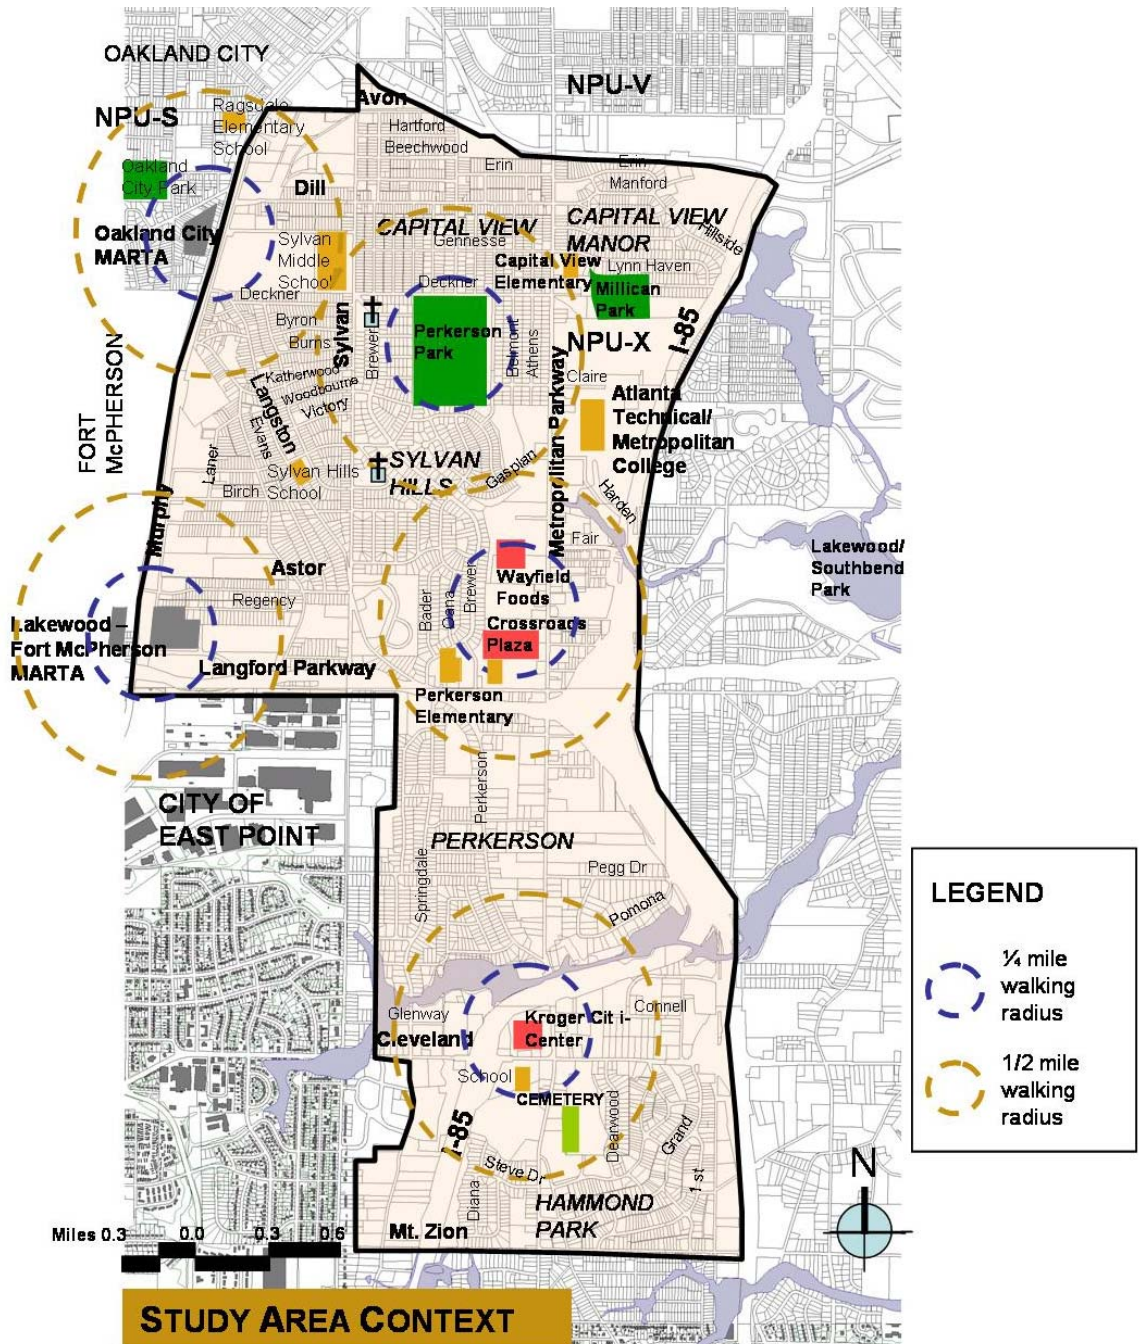 OAKLAND CITY
NPU-V
Avon
NPU-S
Ragsdale
Elementary
School
Hartford
Beechwood
Erin
Erin
Manford
Oakland
City Park
Dill
CAPITAL VIEW
CAPITAL VIEW
MANOR
Hillside
Oakland City
MARTA
Sylvan
Middle
School
Gennesse
Capital View
Elementary
Lynn Haven
Deckner
Millican
Park
Deckner
Byron
Burns
Sylvan
Brewer
Perkerson
Park
Belmont
Athens
NPU-X
I-85
Katherwood
Woodbourne
Victory
Langston
Evans
Claire
Metropolitan Parkway
Atlanta
Technical/
Metropolitan
College
FORT
McPHERSON
Laner
Sylvan Hills
School
Birch
SYLVAN
HILLS
Gasplan
Harden
Murphy
Fair
Lakewood/
Southbend
Park
Astor
Regency
Wayfield
Foods
Bader
Oana
Brewer
Crossroads
Plaza
Lakewood –
Fort McPherson
MARTA
Langford Parkway
Perkerson
Elementary
CITY OF
EAST POINT
Perkerson
PERKERSON
Springdale
Pegg Dr
Pomona
Glenway
Cleveland
Kroger Cit i-
Center
Connell
School
CEMETERY
I-85
Dearwood
Grand
1 st
Steve Dr
Diana
HAMMOND
PARK
Mt. Zion
LEGEND
¼ mile
walking
radius
1/2 mile
walking
radius
N
Miles 0.3 0.0 0.3 0.6
STUDY AREA CONTEXT